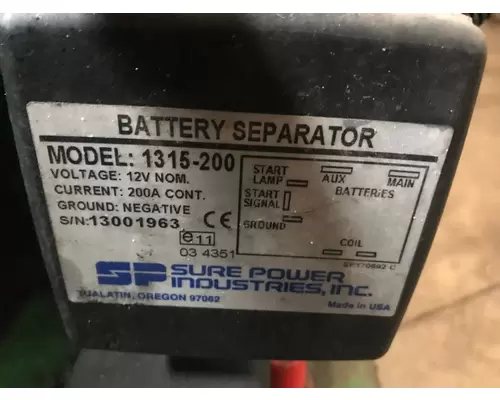 BATTERY SEPARATOR
MODEL: 1315-200
VOLTAGE: 12V NOM.
CURRENT: 200A CONT.
GROUND: NEGATIVE
S/N:13001963 CE
e11
03 4351
START
LAMP
AUX
MAIN
BATTERIES
START
SIGNAL
GROUND
COIL
SP SURE POWER
INDUSTRIES, INC.
TUALATIN, OREGON 97062
Made in USA